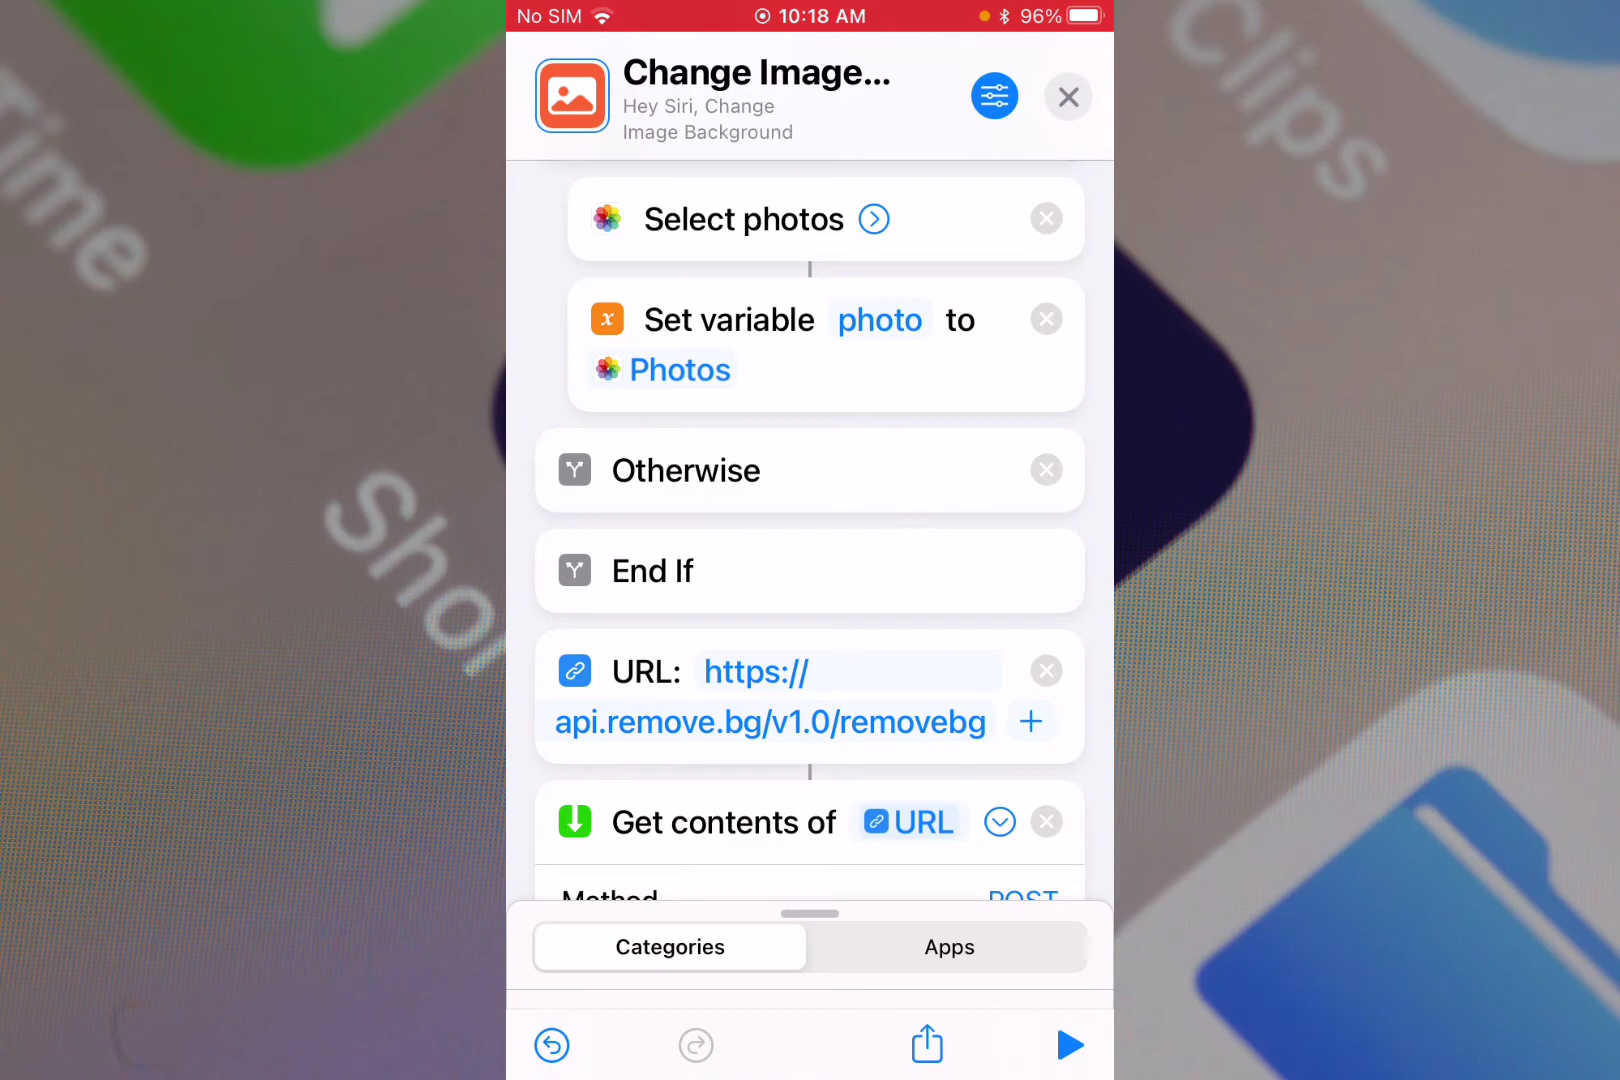 No SIM
10:18 AM
96%
Change Image...
Hey Siri, Change
Image Background
Select photos
Set variable photo to
Photos
Otherwise
End If
URL: https://
api.remove.bg/v1.0/removebg
Get contents of URL
Method
POST
Categories
Apps
Time
Clips